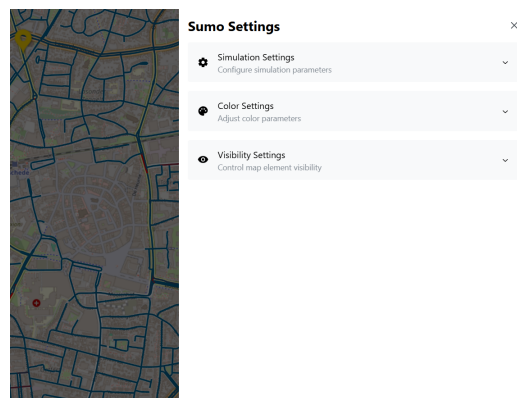 Sumo Settings
Simulation Settings
Configure simulation parameters
Color Settings
Adjust color parameters
Visibility Settings
Control map element visibility